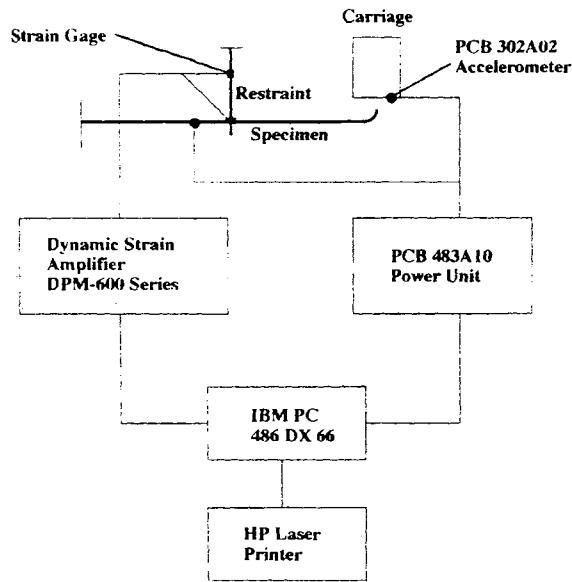 Carriage
Strain Gage
PCB 302A02
Accelerometer
Restraint
Specimen
Dynamic Strain
Amplifier
DPM-600 Series
PCB 483A10
Power Unit
IBM PC
486 DX 66
HP Laser
Printer